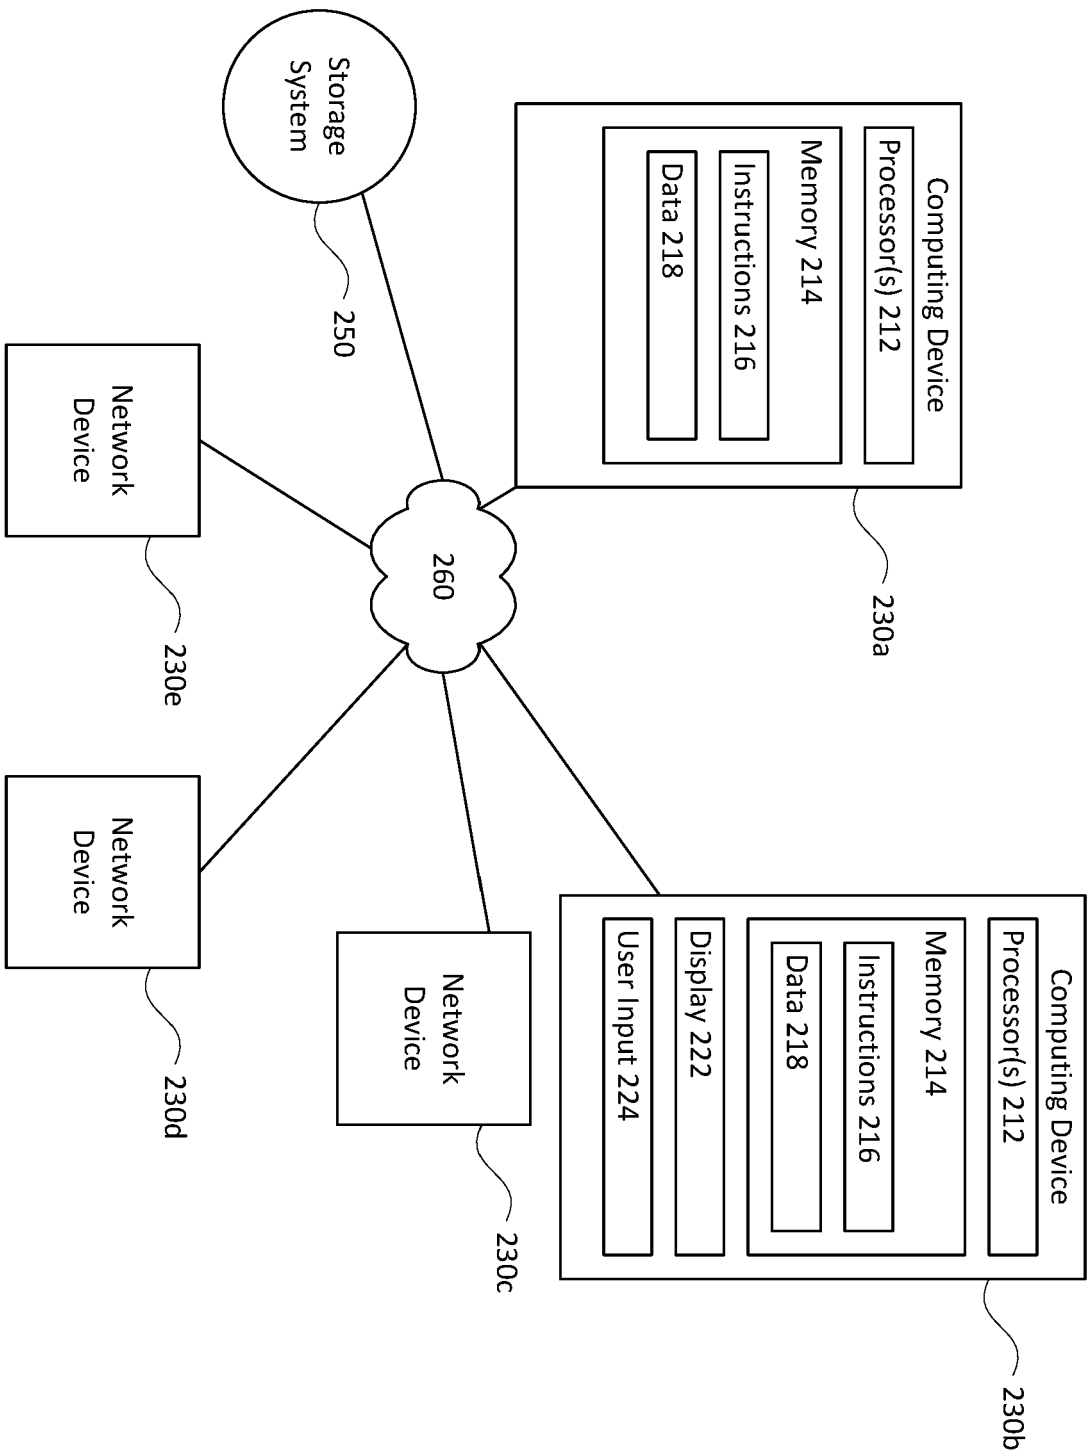 Computing Device
Processor(s) 212
Memory 214
Instructions 216
Data 218
230a
Computing Device
Processor(s) 212
Memory 214
Instructions 216
Data 218
Display 222
User Input 224
230b
Storage
System
250
260
Network
Device
230c
Network
Device
230e
Network
Device
230d